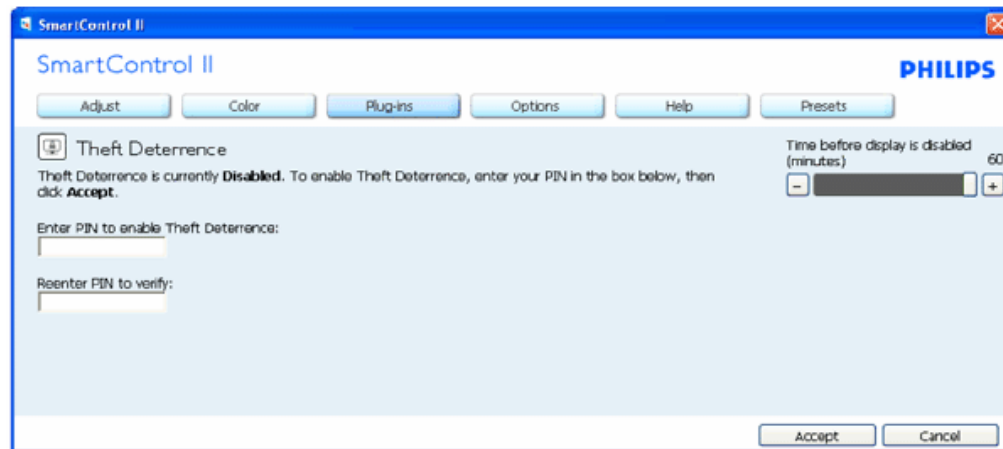 SmartControl II
SmartControl II
PHILIPS
Adjust Color Plug-ins Options Help Presets
Theft Deterrence
Theft Deterrence is currently Disabled. To enable Theft Deterrence, enter your PIN in the box below, then
click Accept.
Time before display is disabled
(minutes) 60
- +
Enter PIN to enable Theft Deterrence:
Reenter PIN to verify:
Accept Cancel